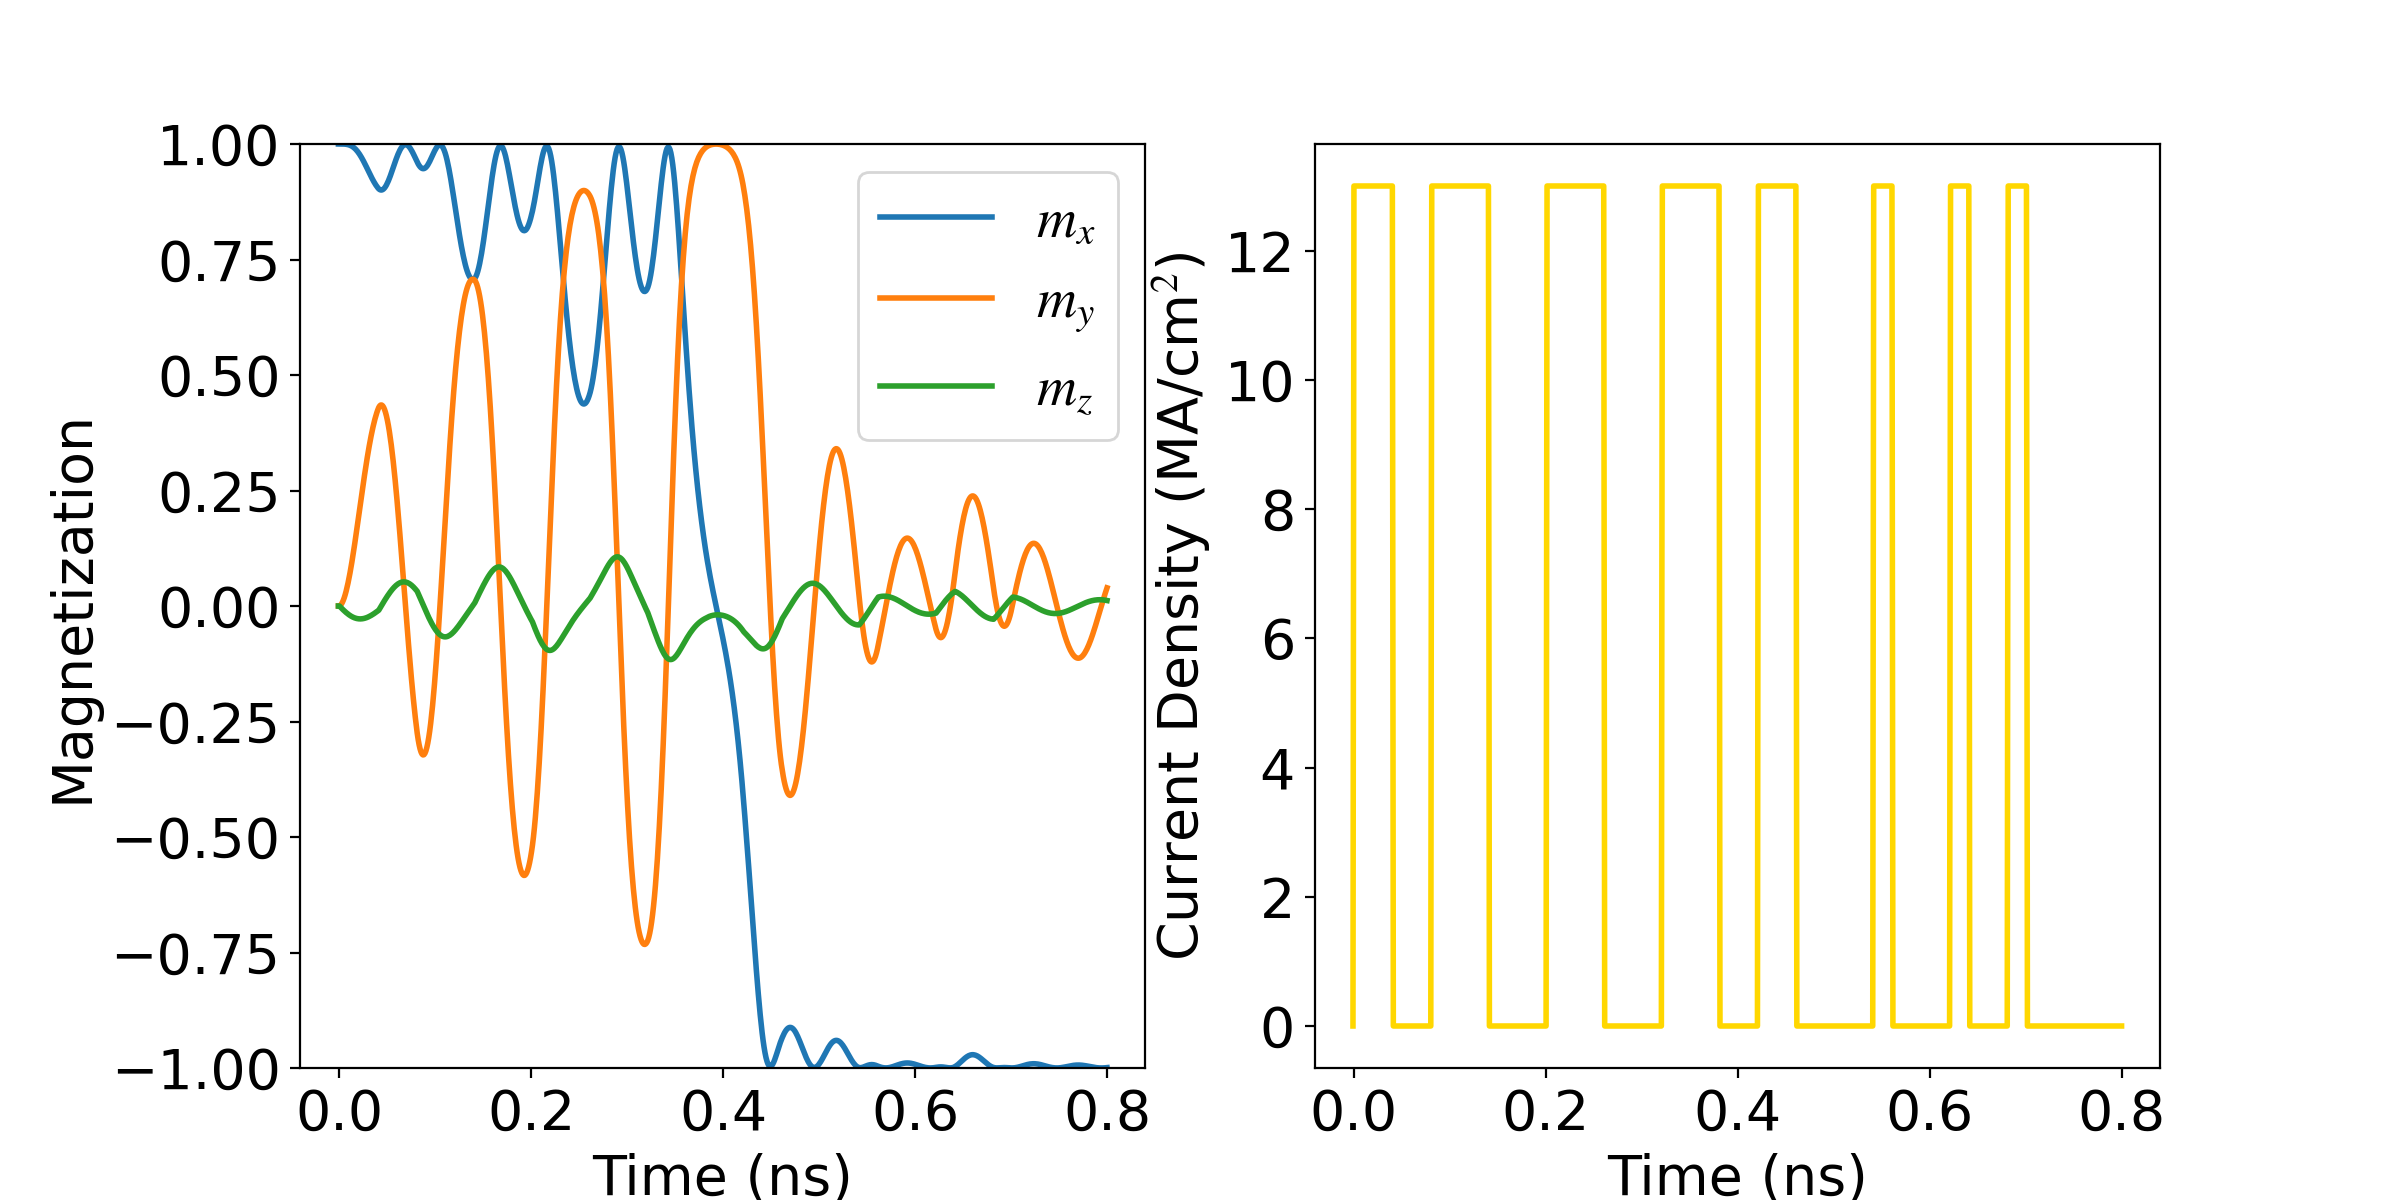 Magnetization
1.00
0.75
0.50
0.25
0.00
−0.25
−0.50
−0.75
−1.00
0.0 0.2 0.4 0.6 0.8
Time (ns)
m_x
m_y
m_z
Current Density (MA/cm²)
12
10
8
6
4
2
0
0.0 0.2 0.4 0.6 0.8
Time (ns)